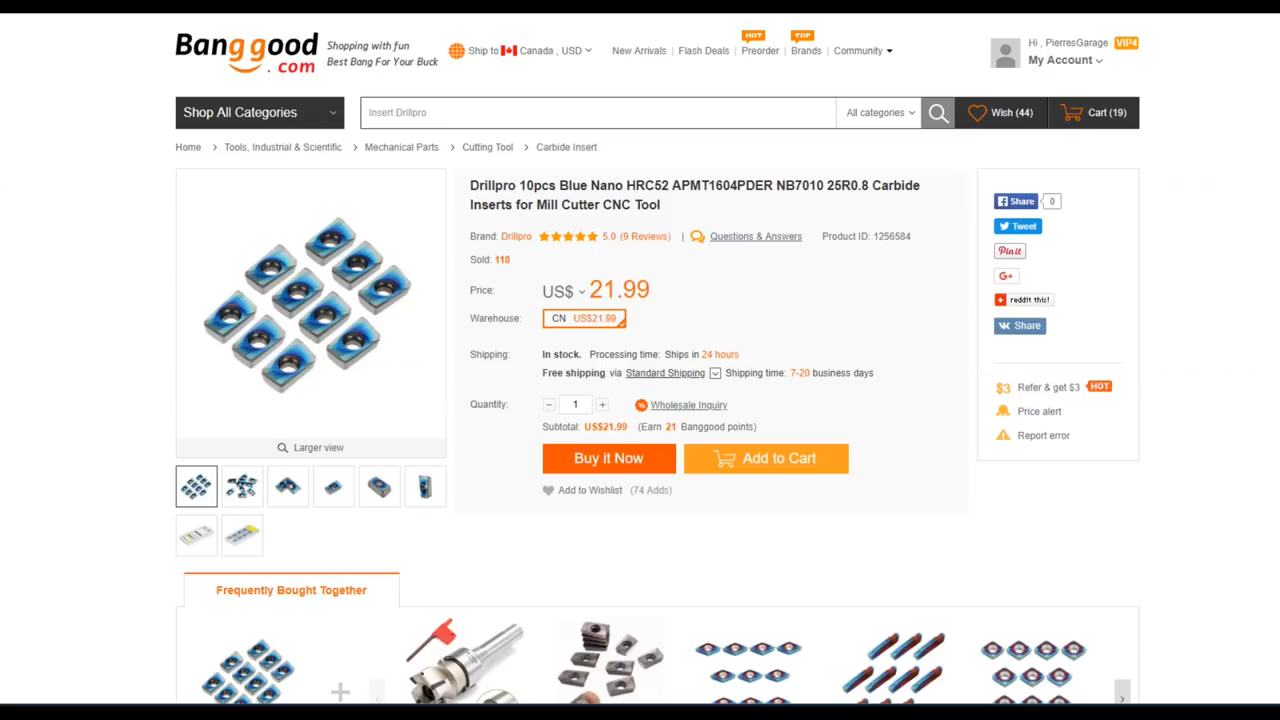 Banggood
.com
Shopping with fun
Best Bang For Your Buck
Ship to Canada , USD
New Arrivals | Flash Deals | HOT Preorder | TOP Brands | Community
Hi , PierresGarage VIP4
My Account
Shop All Categories
Insert Drillpro
All categories
Wish (44)
Cart (19)
Home > Tools, Industrial & Scientific > Mechanical Parts > Cutting Tool > Carbide Insert
Drillpro 10pcs Blue Nano HRC52 APMT1604PDER NB7010 25R0.8 Carbide
Inserts for Mill Cutter CNC Tool
Brand: Drillpro 5.0 (9 Reviews) | Questions & Answers Product ID: 1256584
Sold: 118
Price: US$ 21.99
Warehouse: CN US$21.99
Shipping: In stock. Processing time: Ships in 24 hours
Free shipping via Standard Shipping Shipping time: 7-20 business days
Quantity: − 1 + Wholesale Inquiry
Subtotal: US$21.99 (Earn 21 Banggood points)
Buy it Now
Add to Cart
Add to Wishlist (74 Adds)
Larger view
Share 0
Tweet
Pinit
G+
reddit this!
Share
$3 Refer & get $3 HOT
Price alert
Report error
Frequently Bought Together